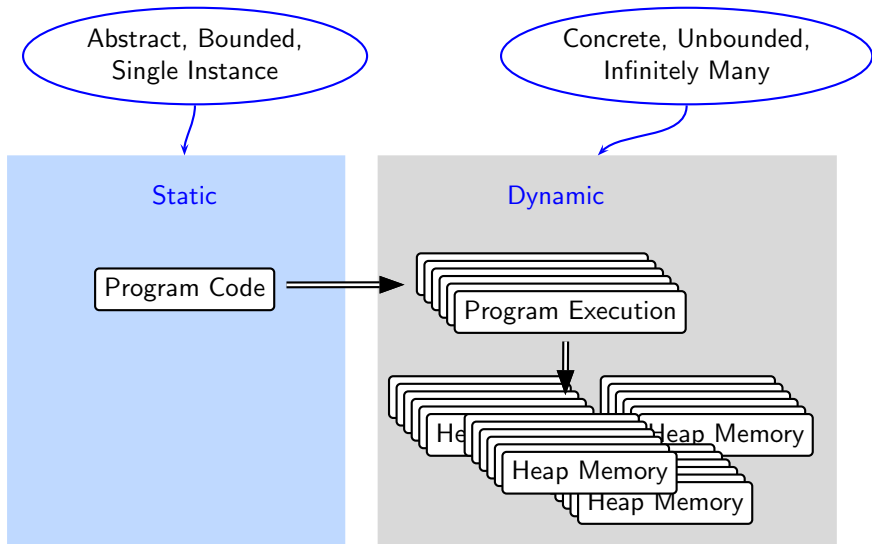 Abstract, Bounded,
Single Instance
Concrete, Unbounded,
Infinitely Many
Static
Dynamic
Program Code
Program Execution
He
Heap Memory
Heap Memory
Heap Memory